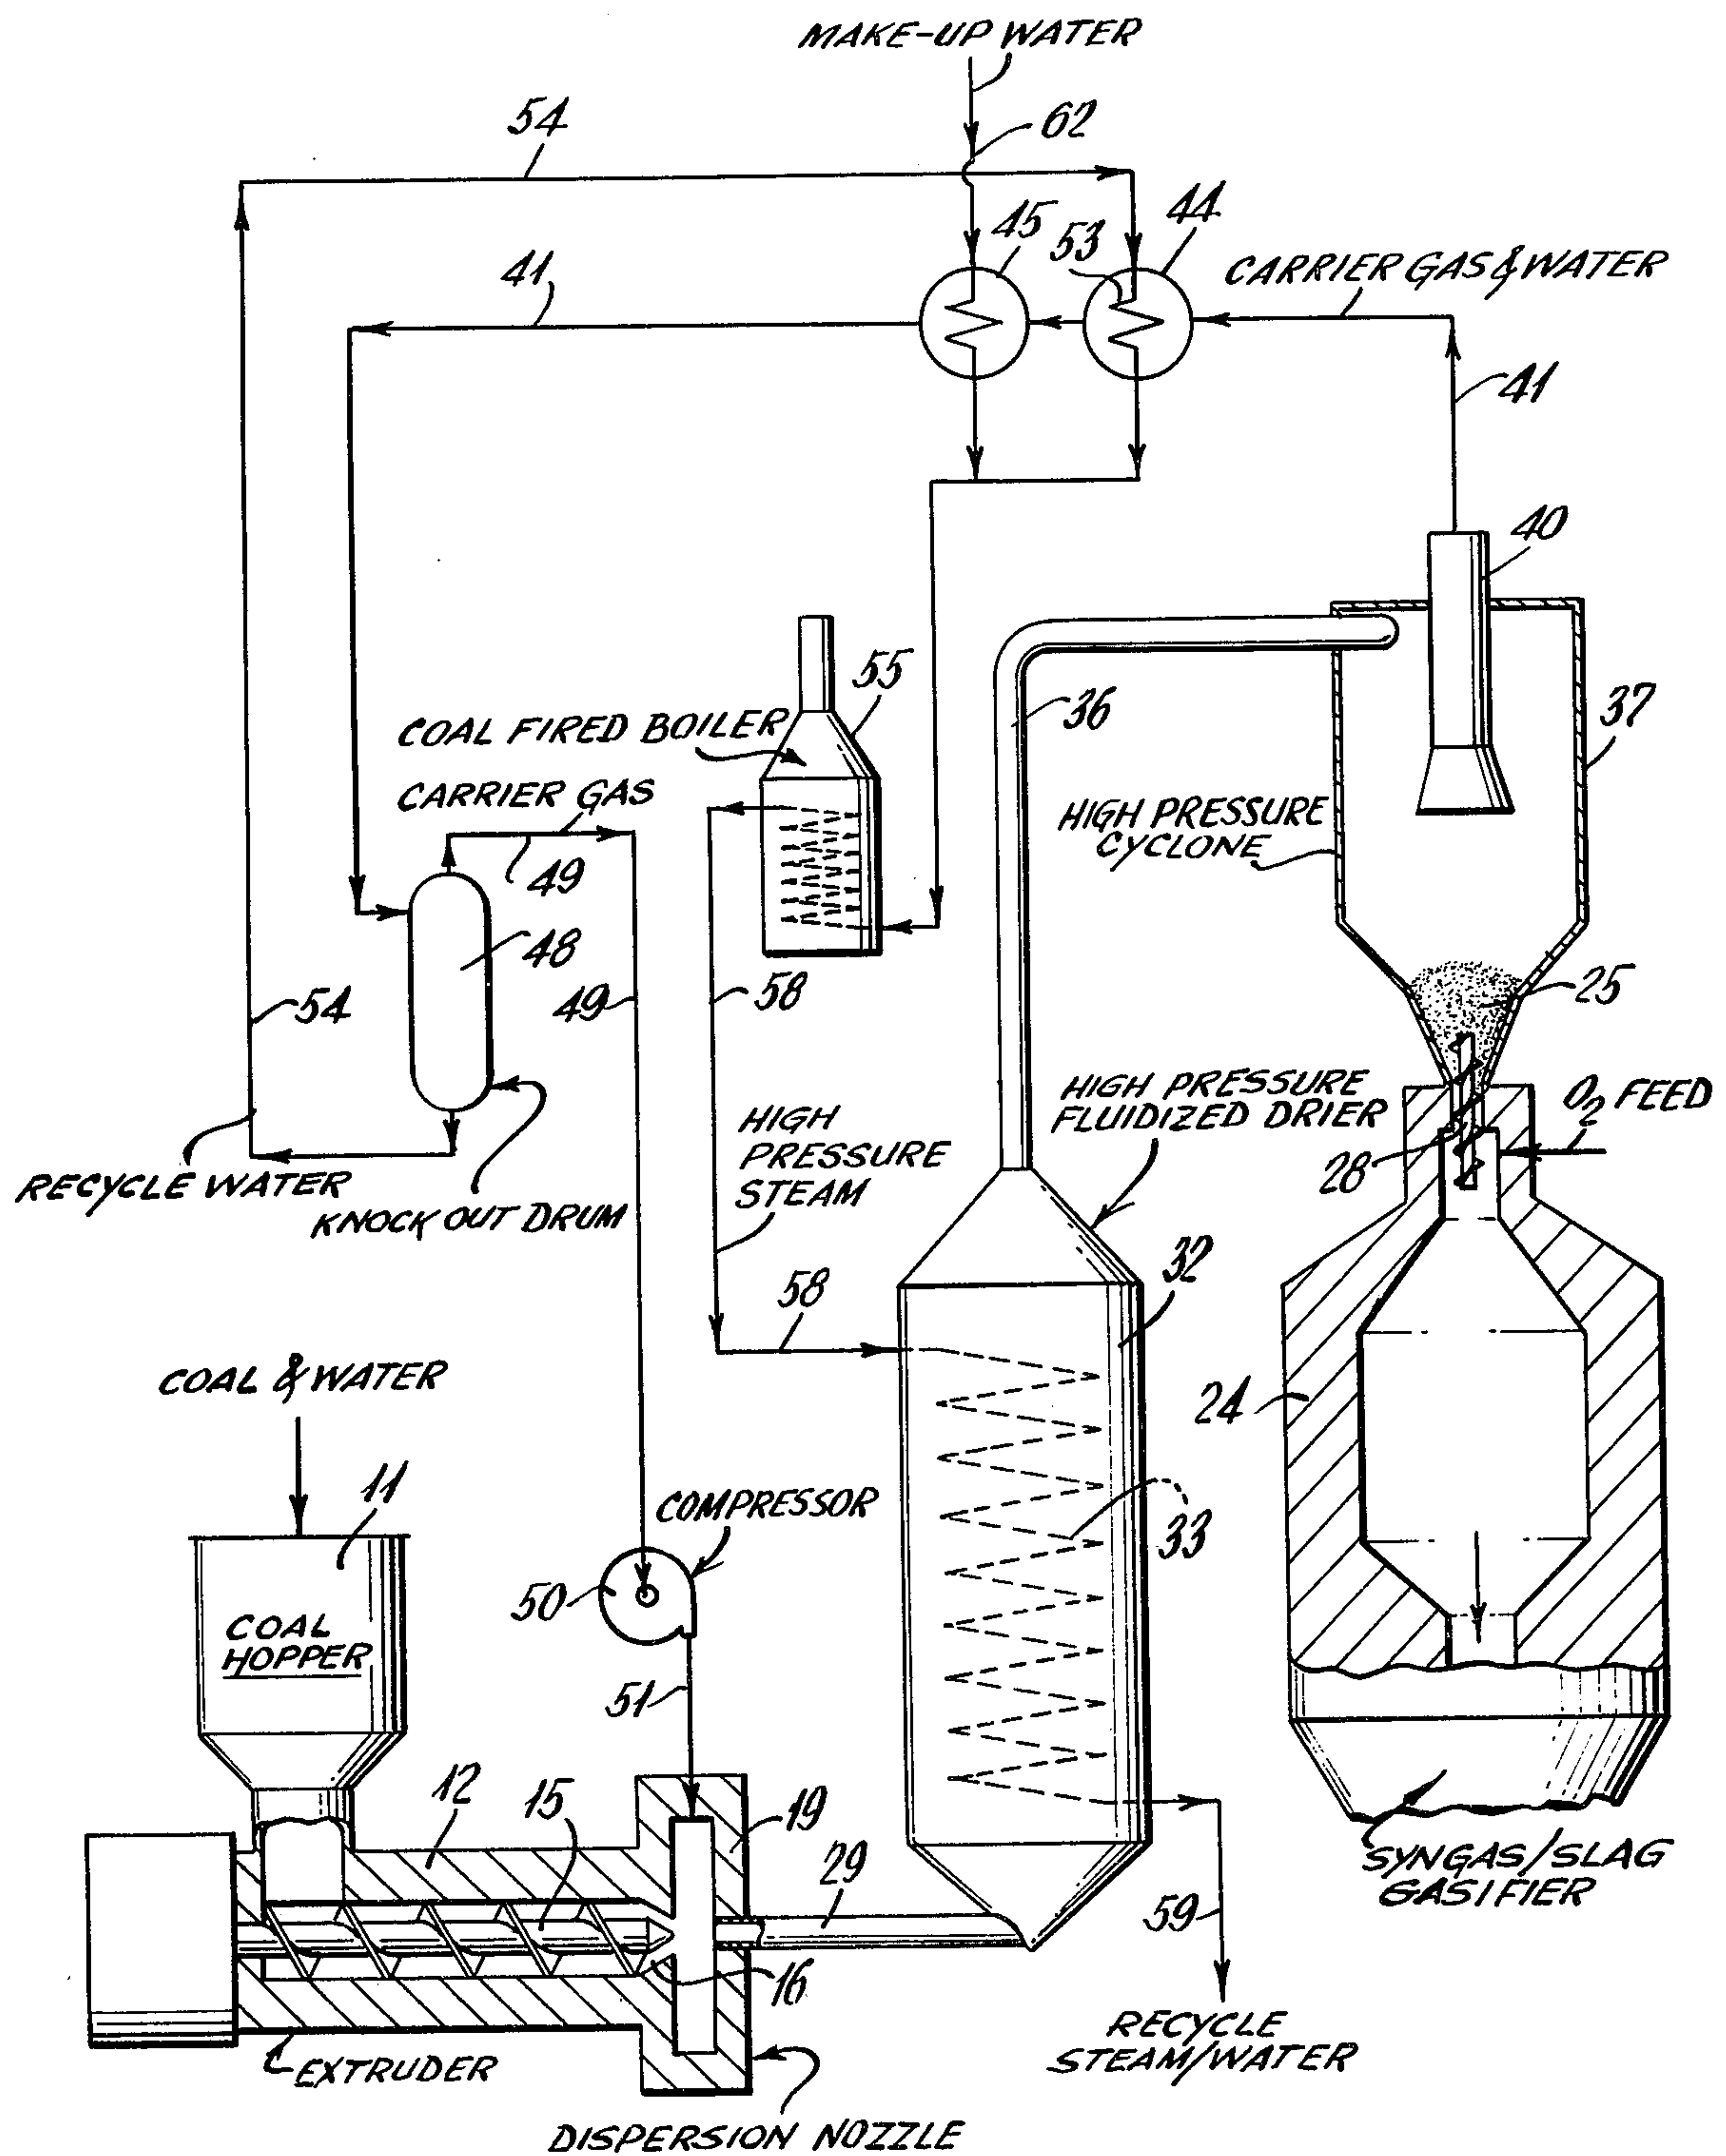 MAKE-UP WATER
54
62
45
53
44
41
CARRIER GAS & WATER
41
40
55
36
37
COAL FIRED BOILER
CARRIER GAS
49
HIGH PRESSURE
CYCLONE
48
49
58
25
54
HIGH PRESSURE
FLUIDIZED DRIER
O2 FEED
HIGH
PRESSURE
STEAM
28
RECYCLE WATER
KNOCK OUT DRUM
32
58
COAL & WATER
24
11
COMPRESSOR
33
50
COAL
HOPPER
51
12
15
19
29
SYNGAS/SLAG
GASIFIER
59
16
RECYCLE
STEAM/WATER
EXTRUDER
DISPERSION NOZZLE